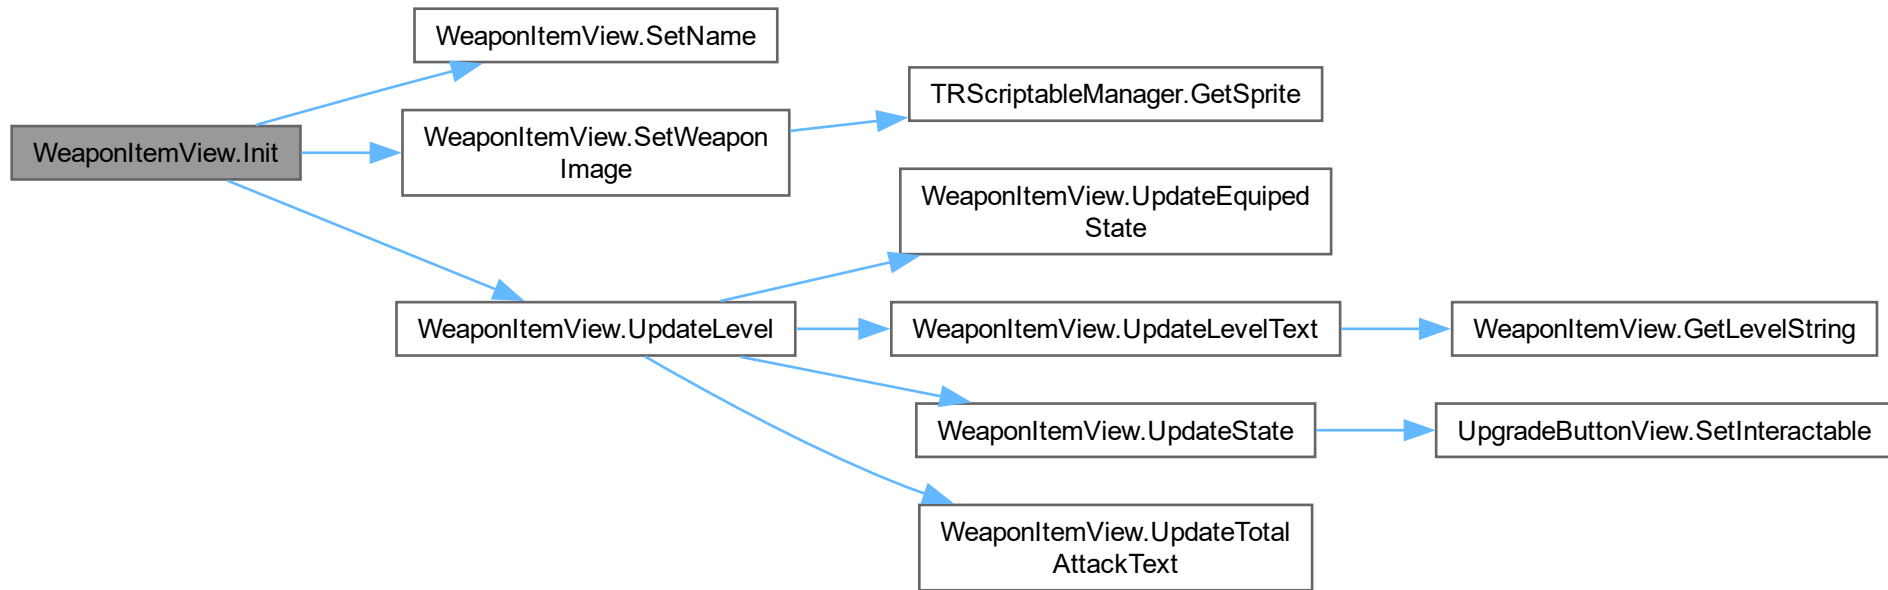 WeaponItemView.Init
WeaponItemView.SetName
WeaponItemView.SetWeapon
Image
TRScriptableManager.GetSprite
WeaponItemView.UpdateLevel
WeaponItemView.UpdateEquiped
State
WeaponItemView.UpdateLevelText
WeaponItemView.GetLevelString
WeaponItemView.UpdateState
UpgradeButtonView.SetInteractable
WeaponItemView.UpdateTotal
AttackText